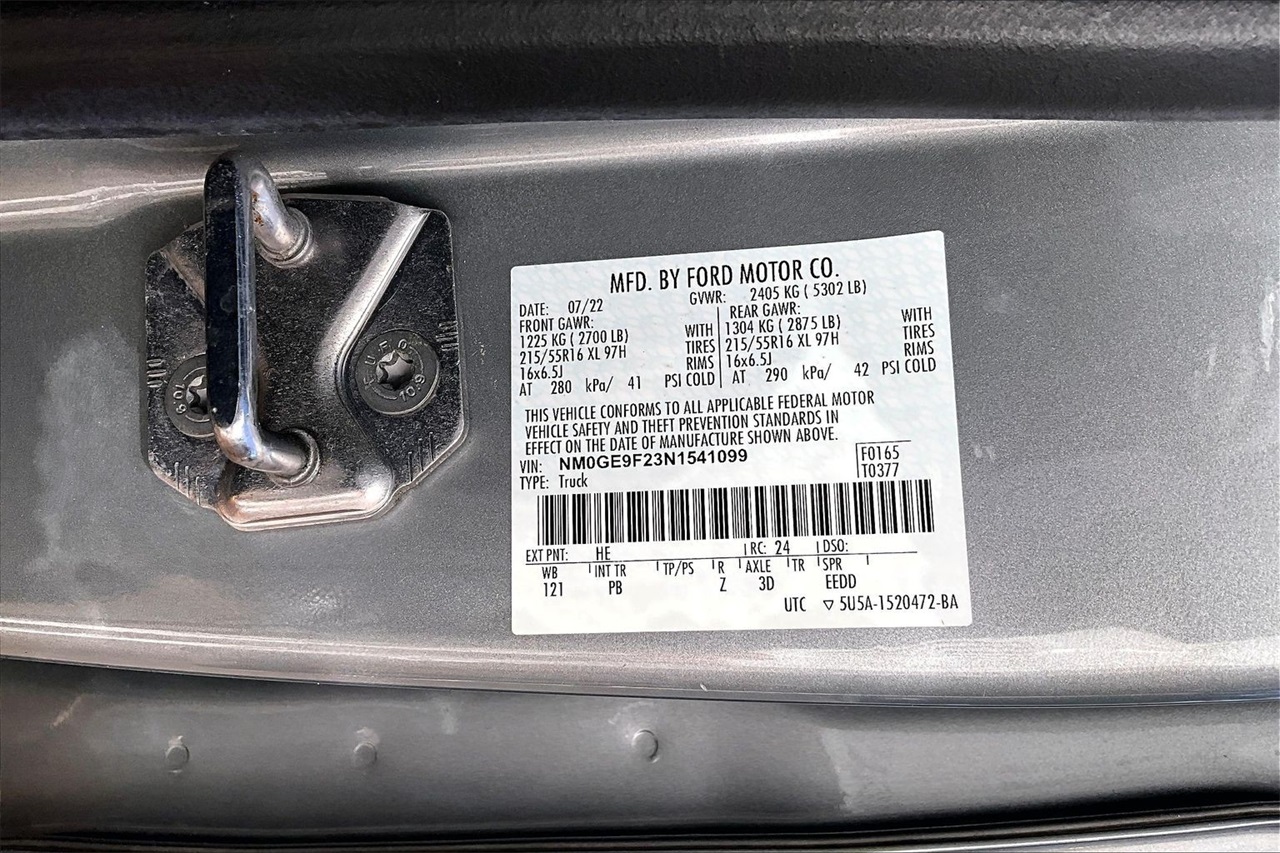 MFD. BY FORD MOTOR CO.
DATE: 07/22 GVWR: 2405 KG ( 5302 LB)
FRONT GAWR: REAR GAWR:
1225 KG ( 2700 LB) WITH 1304 KG ( 2875 LB) WITH
215/55R16 XL 97H TIRES 215/55R16 XL 97H TIRES
16x6.5J RIMS 16x6.5J RIMS
AT 280 kPa/ 41 PSI COLD AT 290 kPa/ 42 PSI COLD
THIS VEHICLE CONFORMS TO ALL APPLICABLE FEDERAL MOTOR
VEHICLE SAFETY AND THEFT PREVENTION STANDARDS IN
EFFECT ON THE DATE OF MANUFACTURE SHOWN ABOVE.
VIN: NM0GE9F23N1541099 F0165
TYPE: Truck T0377
EXT PNT: HE RC: 24 DSO:
WB INT TR TP/PS R AXLE TR SPR
121 PB Z 3D EEDD
UTC ▽ 5U5A-1520472-BA
10.9